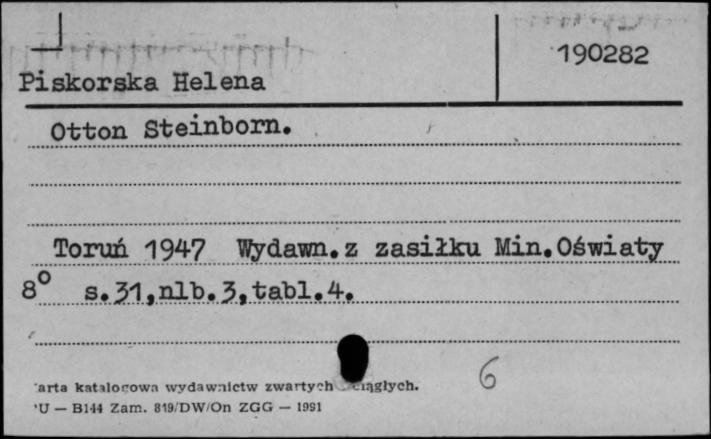 190282
Piskorska Helena
Otton Steinborn.
Toruń 1947 Wydawn. z zasiłku Min. Oświaty
8° s. 31, nlb. 3, tabl. 4.
6
arta katalogowa wydawnictw zwartych ciągłych.
U — B144 Zam. 819/DW/On ZGG — 1991